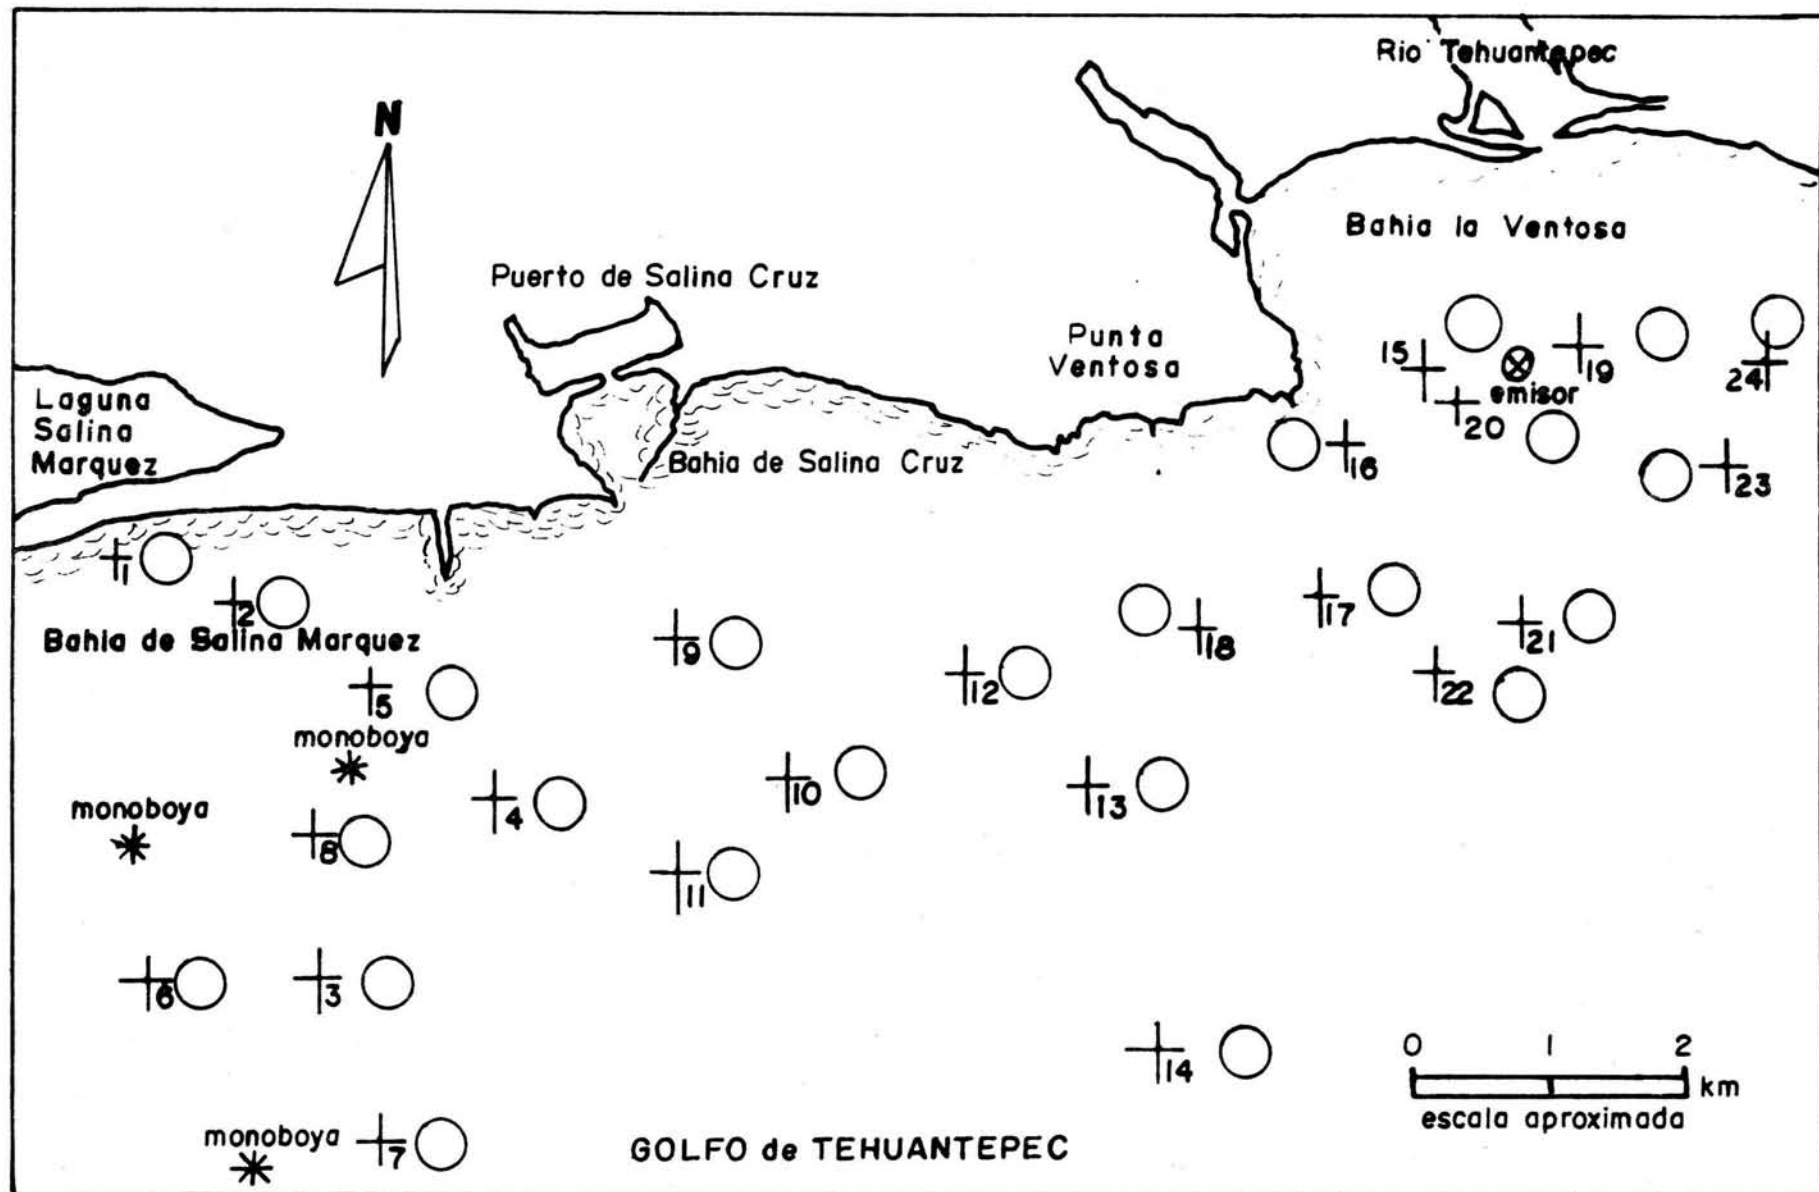 Rio Tehuantepec
N
Bahia la Ventosa
Puerto de Salina Cruz
Punta
Ventosa
15
19
24
emisor
20
Laguna
Salina
Marquez
Bahia de Salina Cruz
16
23
1
2
17
Bahia de Salina Marquez
9
18
21
5
12
22
monoboya
monoboya
4
10
13
8
11
6
3
14
0 1 2
km
escala aproximada
monoboya
7
GOLFO de TEHUANTEPEC